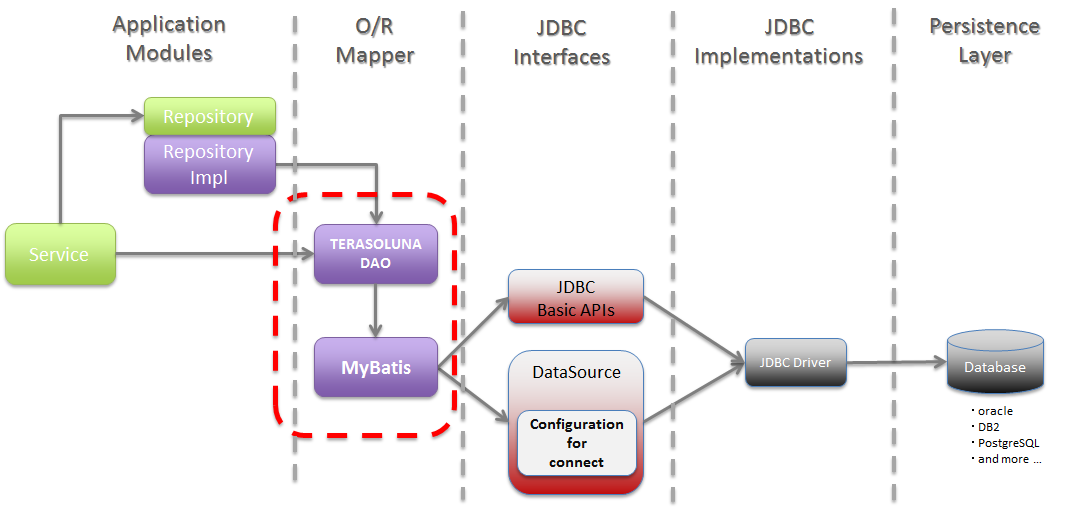 Application
Modules
O/R
Mapper
JDBC
Interfaces
JDBC
Implementations
Persistence
Layer
Repository
Repository
Impl
Service
TERASOLUNA
DAO
MyBatis
JDBC
Basic APIs
DataSource
Configuration
for
connect
JDBC Driver
Database
・oracle
・DB2
・PostgreSQL
・and more ...